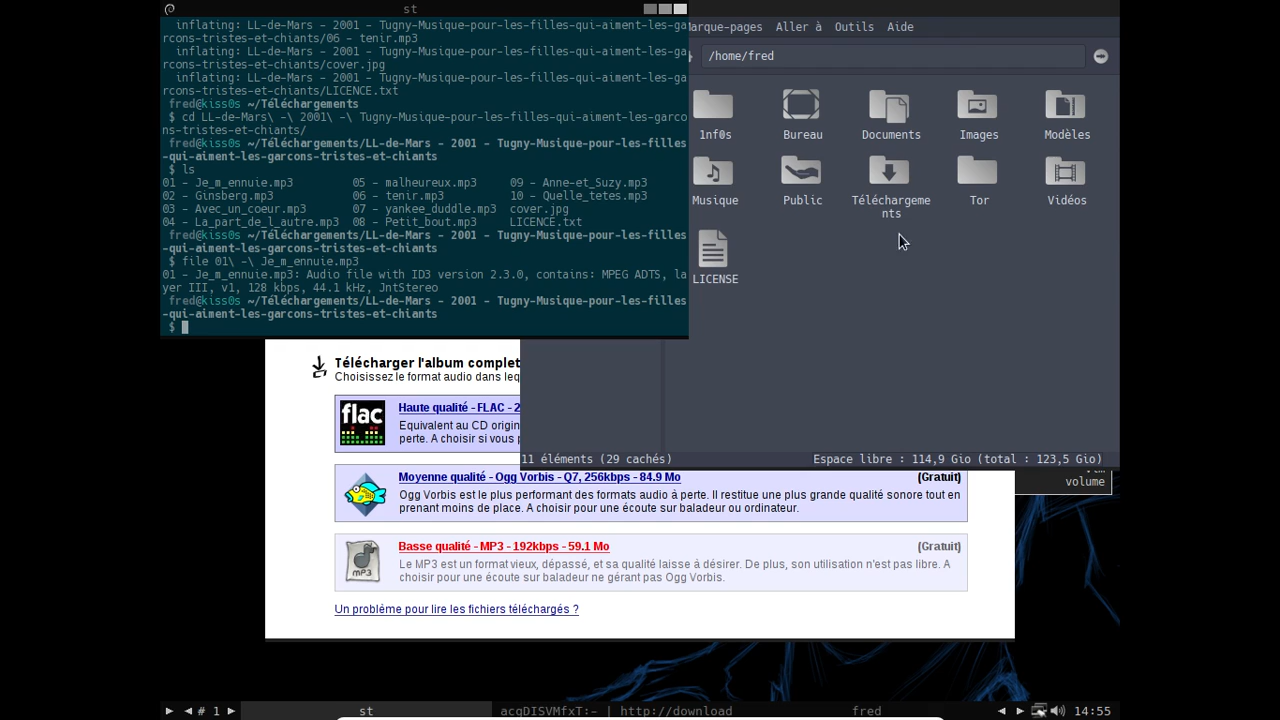 st
inflating: LL-de-Mars - 2001 - Tugny-Musique-pour-les-filles-qui-aiment-les-ga
rcons-tristes-et-chiants/06 - tenir.mp3
inflating: LL-de-Mars - 2001 - Tugny-Musique-pour-les-filles-qui-aiment-les-ga
rcons-tristes-et-chiants/cover.jpg
inflating: LL-de-Mars - 2001 - Tugny-Musique-pour-les-filles-qui-aiment-les-ga
rcons-tristes-et-chiants/LICENCE.txt
fred@kiss0s ~/Téléchargements
$ cd LL-de-Mars\ -\ 2001\ -\ Tugny-Musique-pour-les-filles-qui-aiment-les-garco
ns-tristes-et-chiants/
fred@kiss0s ~/Téléchargements/LL-de-Mars - 2001 - Tugny-Musique-pour-les-filles
-qui-aiment-les-garcons-tristes-et-chiants
$ ls
01 - Je_m_ennuie.mp3 05 - malheureux.mp3 09 - Anne-et_Suzy.mp3
02 - Ginsberg.mp3 06 - tenir.mp3 10 - Quelle_tetes.mp3
03 - Avec_un_coeur.mp3 07 - yankee_duddle.mp3 cover.jpg
04 - La_part_de_l_autre.mp3 08 - Petit_bout.mp3 LICENCE.txt
fred@kiss0s ~/Téléchargements/LL-de-Mars - 2001 - Tugny-Musique-pour-les-filles
-qui-aiment-les-garcons-tristes-et-chiants
$ file 01\ -\ Je_m_ennuie.mp3
01 - Je_m_ennuie.mp3: Audio file with ID3 version 2.3.0, contains: MPEG ADTS, la
yer III, v1, 128 kbps, 44.1 kHz, JntStereo
fred@kiss0s ~/Téléchargements/LL-de-Mars - 2001 - Tugny-Musique-pour-les-filles
-qui-aiment-les-garcons-tristes-et-chiants
$
Marque-pages Aller à Outils Aide
/home/fred
1nf0s Bureau Documents Images Modèles
Musique Public Téléchargeme
nts Tor Vidéos
LICENSE
11 éléments (29 cachés) Espace libre : 114,9 Gio (total : 123,5 Gio)
volume
Télécharger l'album complet
Choisissez le format audio dans leq
flac
Haute qualité - FLAC - 2
Equivalent au CD origin
perte. A choisir si vous p
Moyenne qualité - Ogg Vorbis - Q7, 256kbps - 84.9 Mo (Gratuit)
Ogg Vorbis est le plus performant des formats audio à perte. Il restitue une plus grande qualité sonore tout en
prenant moins de place. A choisir pour une écoute sur baladeur ou ordinateur.
MP3
Basse qualité - MP3 - 192kbps - 59.1 Mo (Gratuit)
Le MP3 est un format vieux, dépassé, et sa qualité laisse à désirer. De plus, son utilisation n'est pas libre. A
choisir pour une écoute sur baladeur ne gérant pas Ogg Vorbis.
Un problème pour lire les fichiers téléchargés ?
# 1 st acqDISVMfxT:- | http://download fred 14:55